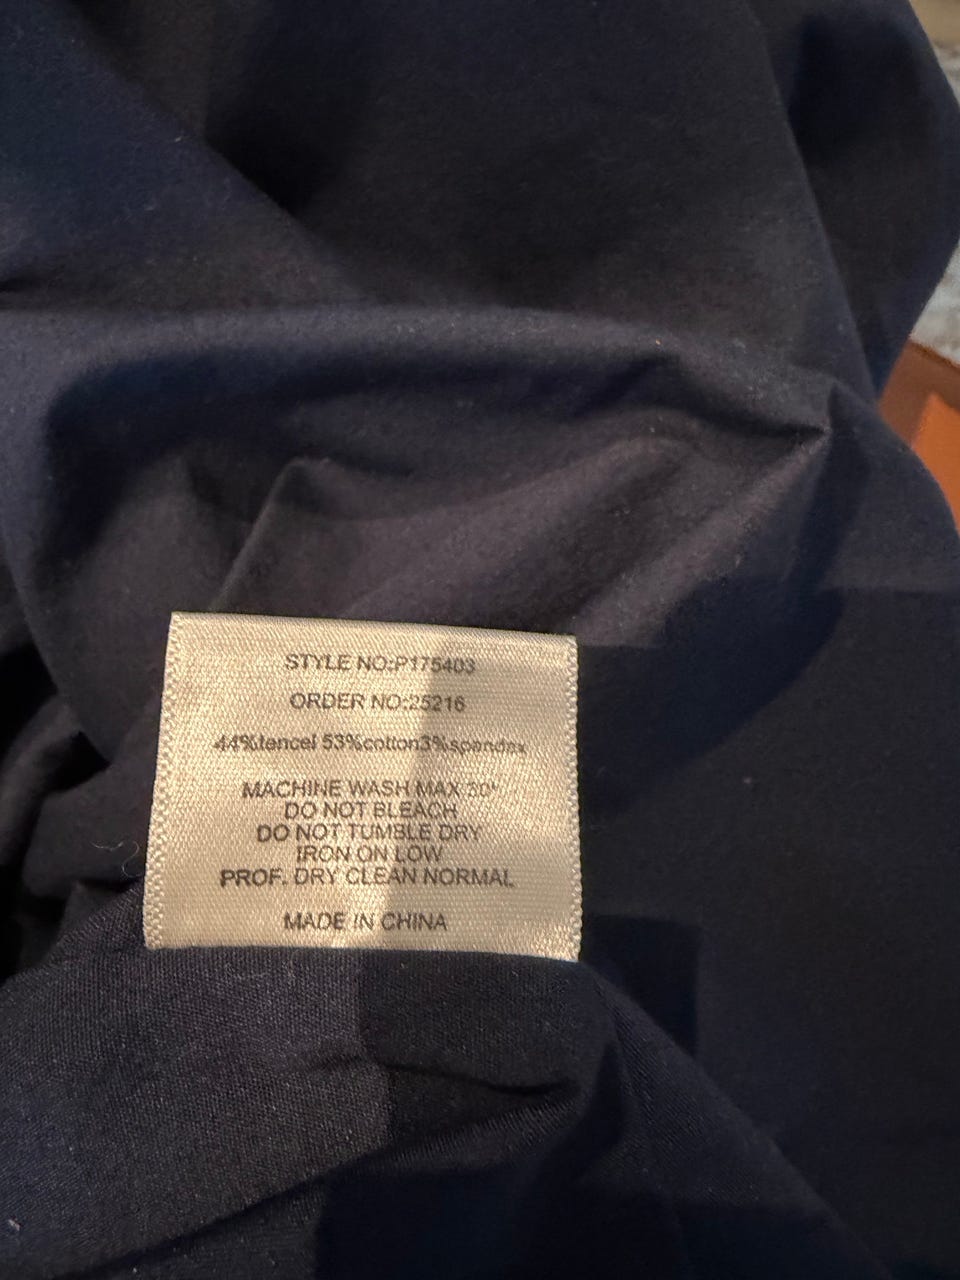 STYLE NO:P175403
ORDER NO:25216
44%tencel 53%cotton3%spandex
MACHINE WASH MAX 30°
DO NOT BLEACH
DO NOT TUMBLE DRY
IRON ON LOW
PROF. DRY CLEAN NORMAL
MADE IN CHINA